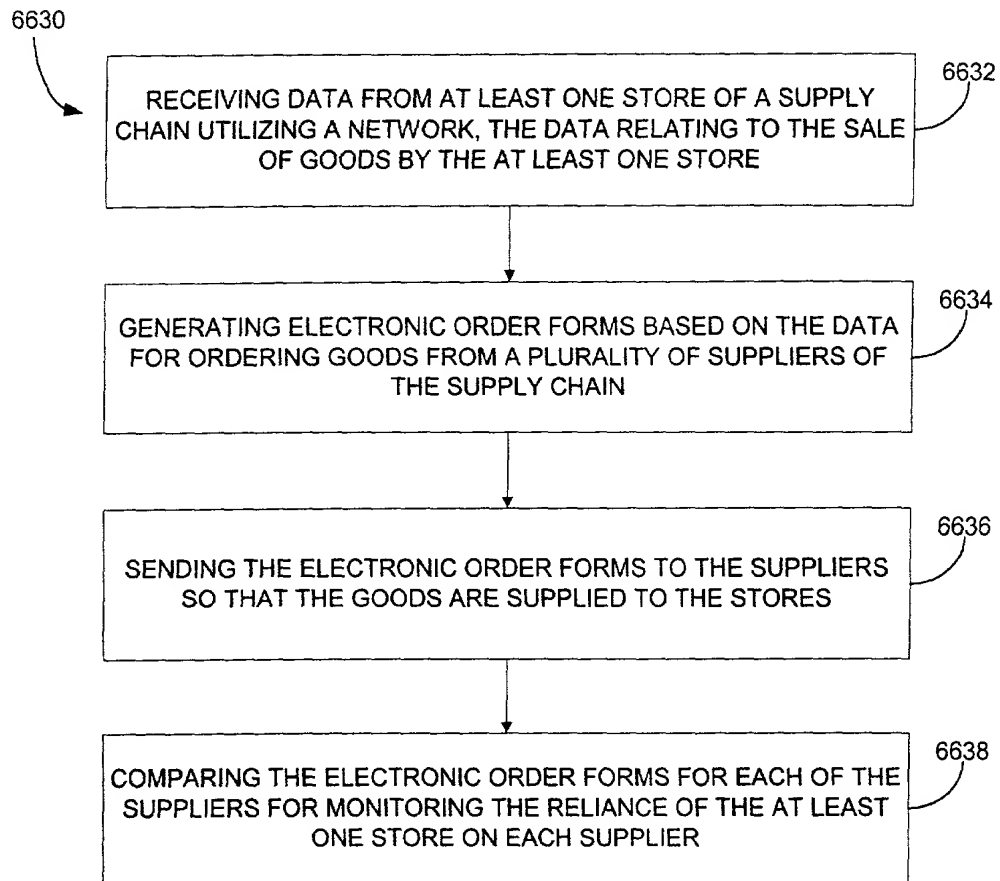 6630
6632
RECEIVING DATA FROM AT LEAST ONE STORE OF A SUPPLY
CHAIN UTILIZING A NETWORK, THE DATA RELATING TO THE SALE
OF GOODS BY THE AT LEAST ONE STORE
6634
GENERATING ELECTRONIC ORDER FORMS BASED ON THE DATA
FOR ORDERING GOODS FROM A PLURALITY OF SUPPLIERS OF
THE SUPPLY CHAIN
6636
SENDING THE ELECTRONIC ORDER FORMS TO THE SUPPLIERS
SO THAT THE GOODS ARE SUPPLIED TO THE STORES
6638
COMPARING THE ELECTRONIC ORDER FORMS FOR EACH OF THE
SUPPLIERS FOR MONITORING THE RELIANCE OF THE AT LEAST
ONE STORE ON EACH SUPPLIER